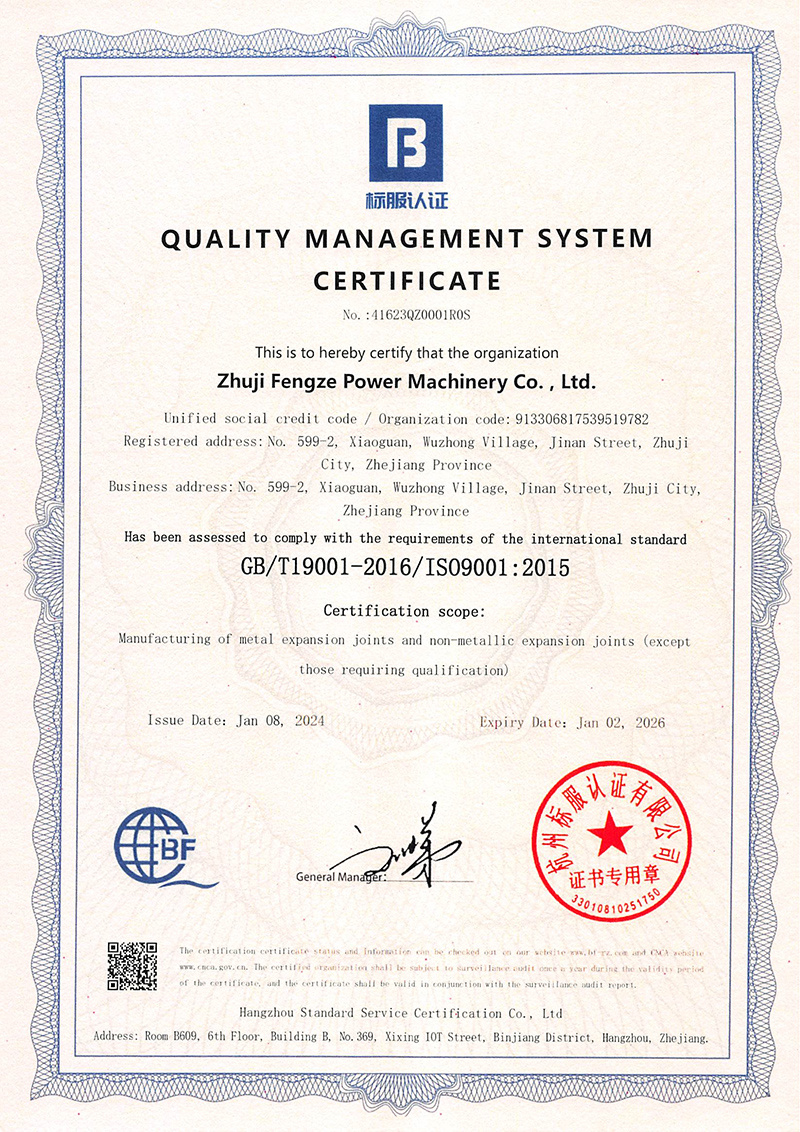 B
标服认证
QUALITY MANAGEMENT SYSTEM
CERTIFICATE
No.:41623QZ0001R0S
This is to hereby certify that the organization
Zhuji Fengze Power Machinery Co. , Ltd.
Unified social credit code / Organization code: 913306817539519782
Registered address: No. 599-2, Xiaoguan, Wuzhong Village, Jinan Street, Zhuji
City, Zhejiang Province
Business address: No. 599-2, Xiaoguan, Wuzhong Village, Jinan Street, Zhuji City,
Zhejiang Province
Has been assessed to comply with the requirements of the international standard
GB/T19001-2016/ISO9001:2015
Certification scope:
Manufacturing of metal expansion joints and non-metallic expansion joints (except
those requiring qualification)
Issue Date: Jan 08, 2024
Expiry Date: Jan 02, 2026
BF
General Manager:
杭州标服认证有限公司
证书专用章
33010810251750
The certification certificate status and Information can be checked out on our website www.bf-rz.com and CNCA website
www.cnca.gov.cn. The certified organization shall be subject to surveillance audit once a year during the validity period
of the certificate, and the certificate shall be valid in conjunction with the surveillance audit report.
Hangzhou Standard Service Certification Co., Ltd
Address: Room B609, 6th Floor, Building B, No.369, Xixing IOT Street, Binjiang District, Hangzhou, Zhejiang.